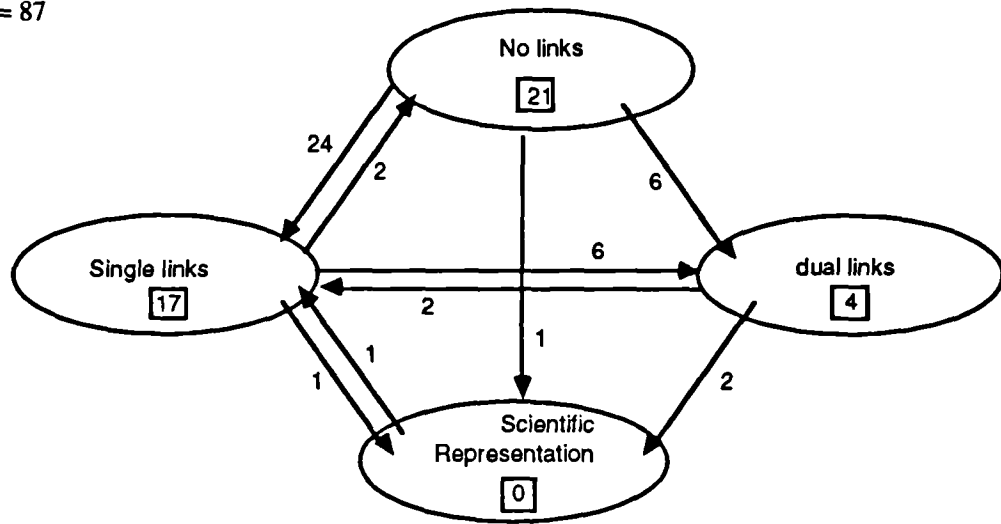 = 87
No links
21
24
2
6
Single links
17
6
2
dual links
4
1
1
1
2
Scientific
Representation
0